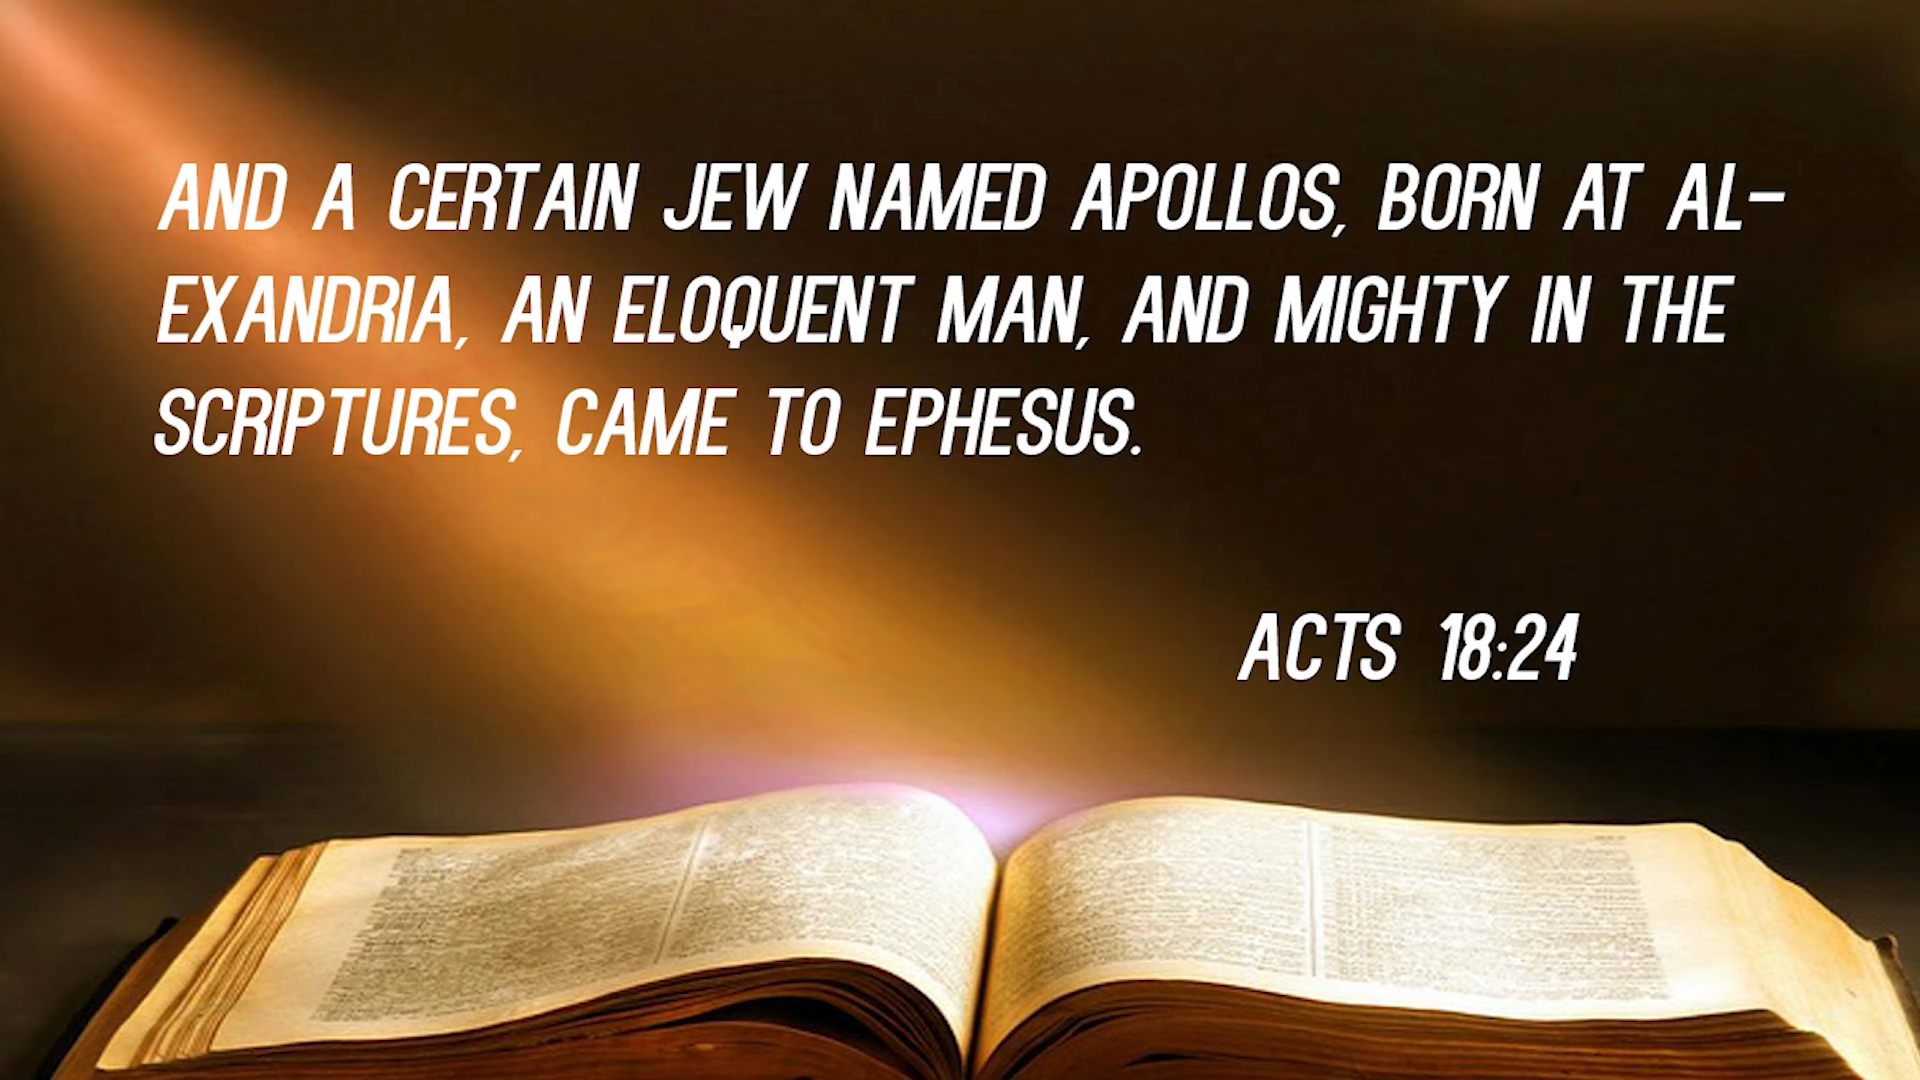 AND A CERTAIN JEW NAMED APOLLOS, BORN AT AL-
EXANDRIA, AN ELOQUENT MAN, AND MIGHTY IN THE
SCRIPTURES, CAME TO EPHESUS.
ACTS 18:24